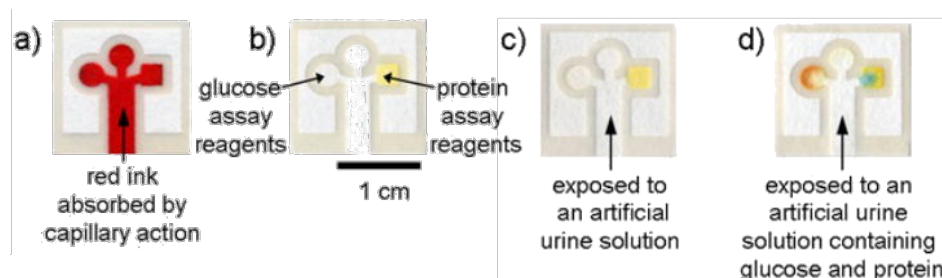 a)
b)
c)
d)
glucose
assay
reagents
protein
assay
reagents
red ink
absorbed by
capillary action
1 cm
exposed to
an artificial
urine solution
exposed to an
artificial urine
solution containing
glucose and protein